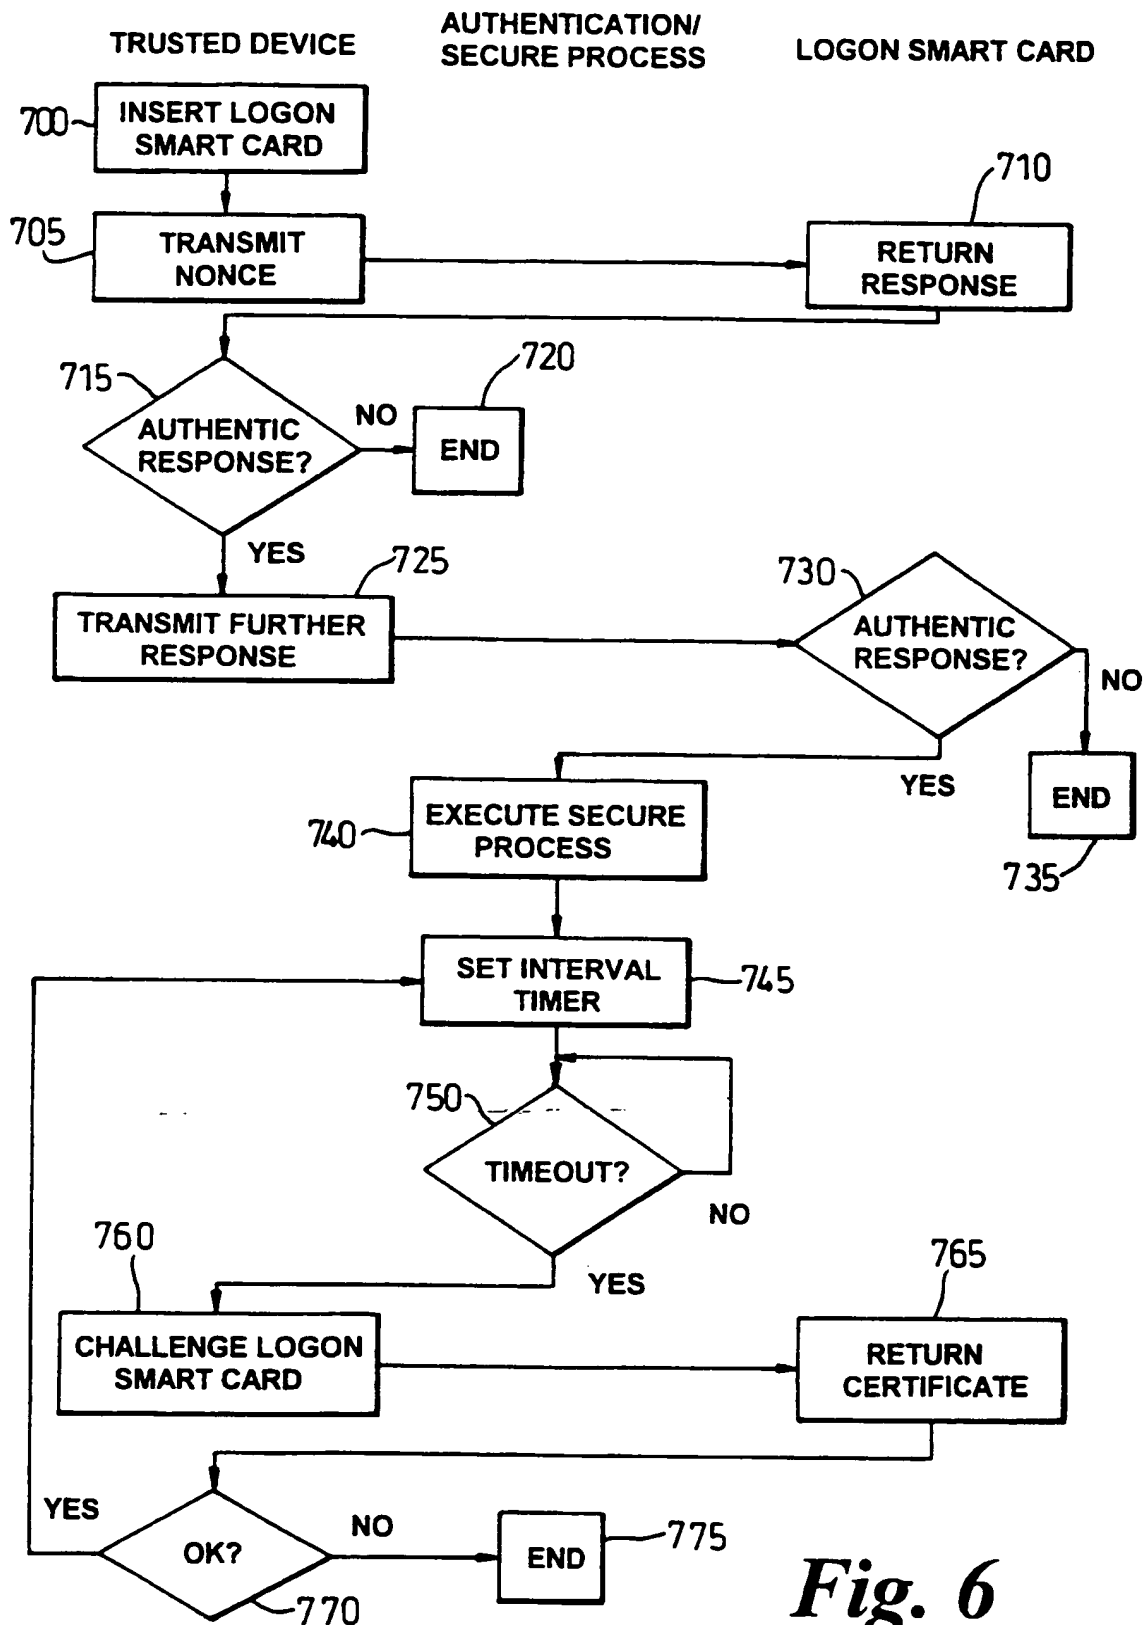 TRUSTED DEVICE
AUTHENTICATION/
SECURE PROCESS
LOGON SMART CARD
700
INSERT LOGON
SMART CARD
705
TRANSMIT
NONCE
710
RETURN
RESPONSE
715
AUTHENTIC
RESPONSE?
NO
720
END
YES
725
TRANSMIT FURTHER
RESPONSE
730
AUTHENTIC
RESPONSE?
NO
YES
END
735
740
EXECUTE SECURE
PROCESS
SET INTERVAL
TIMER
745
750
TIMEOUT?
NO
YES
760
CHALLENGE LOGON
SMART CARD
765
RETURN
CERTIFICATE
YES
OK?
NO
770
END
775
Fig. 6